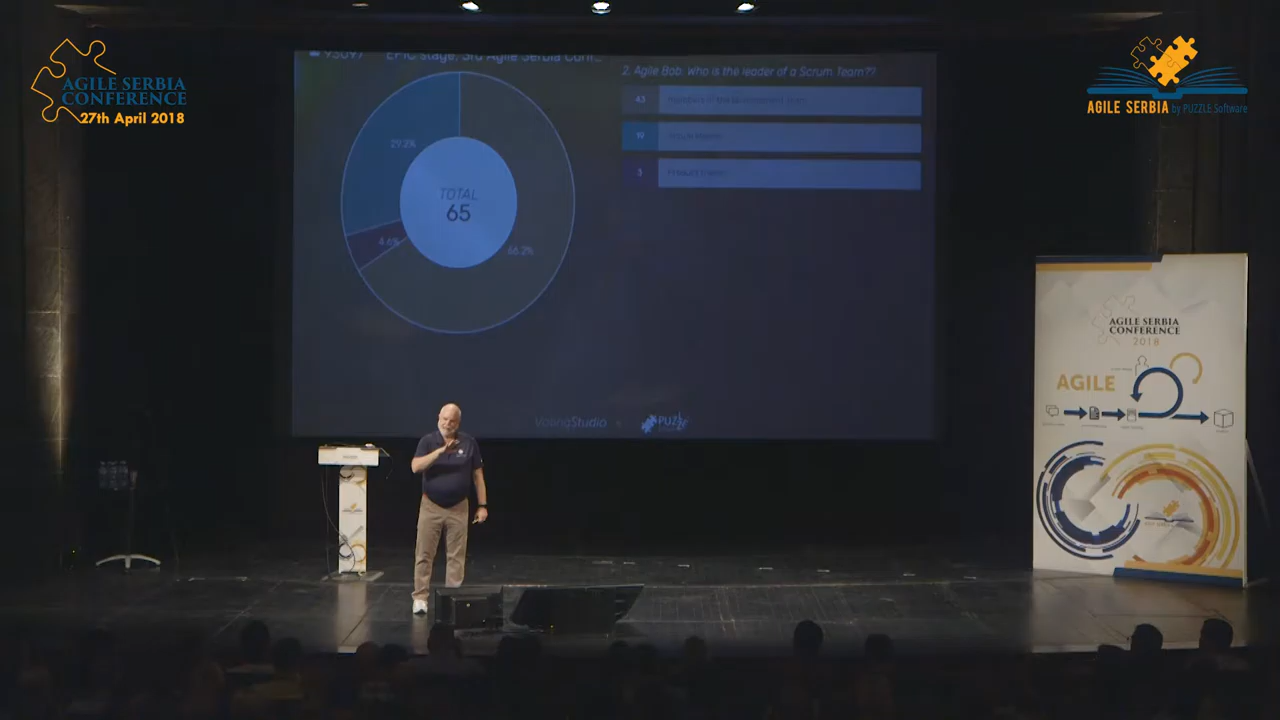 AGILE SERBIA
CONFERENCE
27th April 2018
AGILE SERBIA by PUZZLE Software
EPIC stage, 3rd Agile Serbia Conf...
2. Agile Bob: Who is the leader of a Scrum Team??
43
19
3
29.2%
4.6%
66.2%
TOTAL
65
VotingStudio
PUZZLE
AGILE SERBIA
CONFERENCE
2018
AGILE